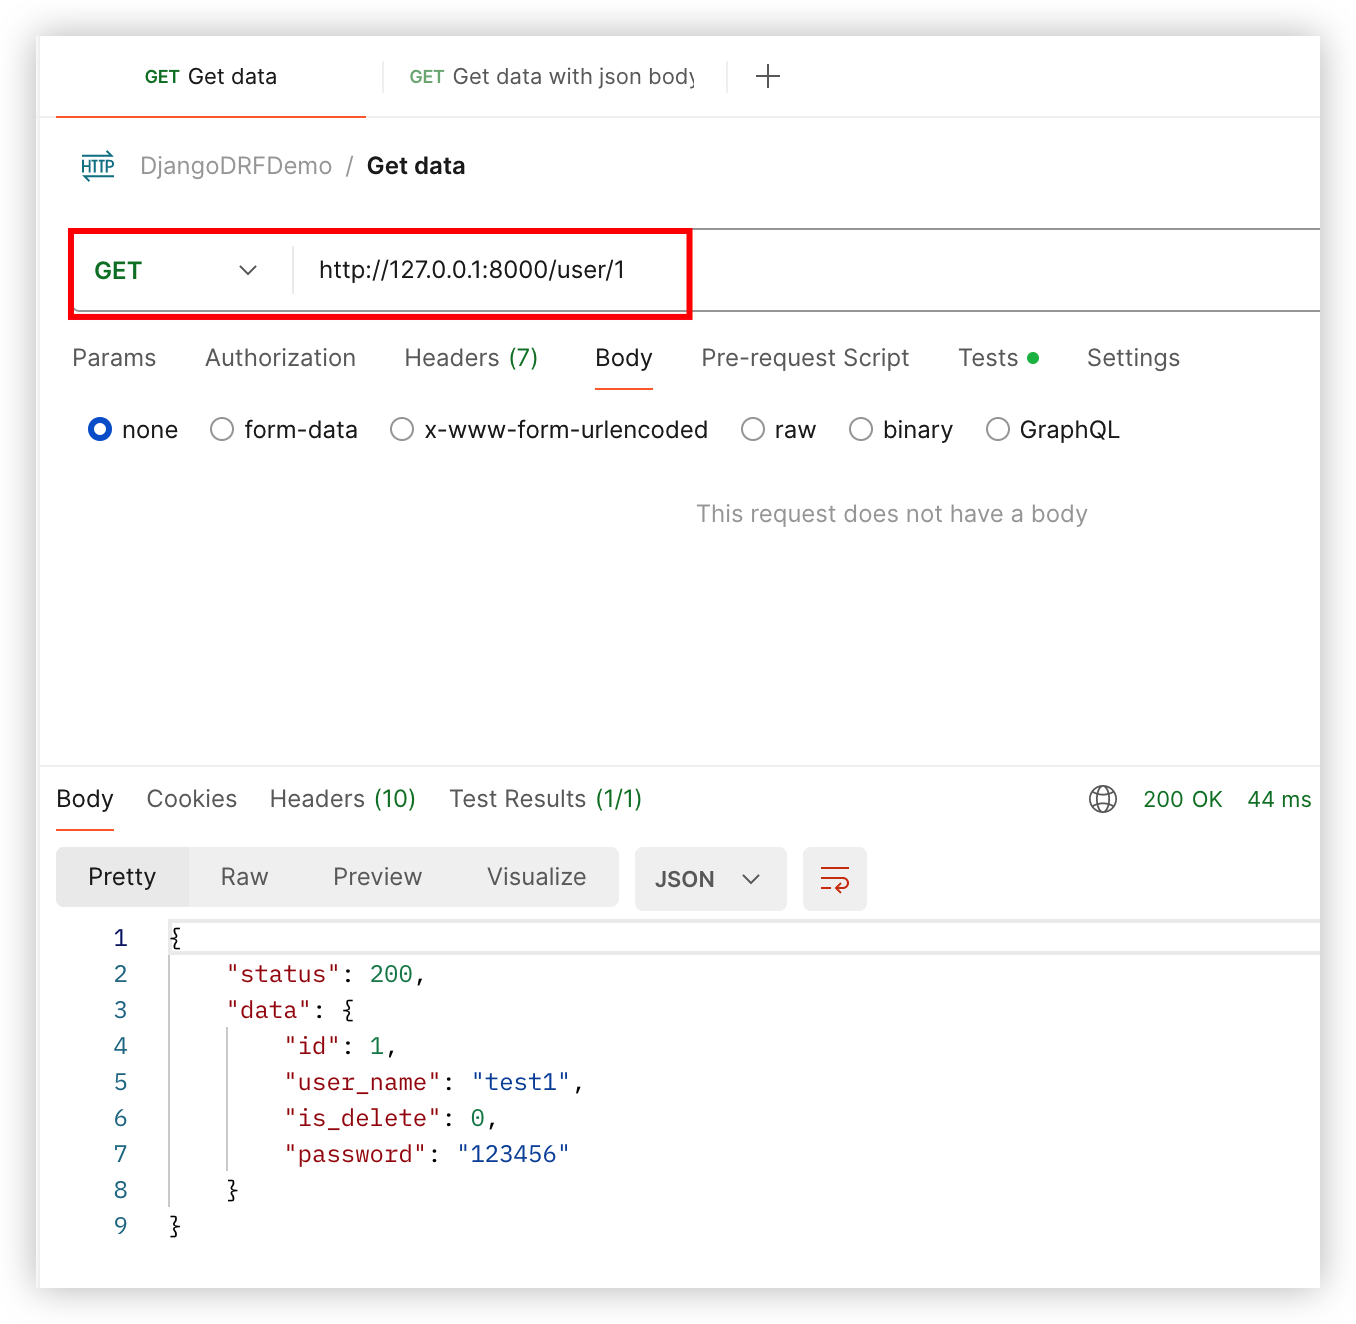 GET Get data GET Get data with json body
HTTP DjangoDRFDemo / Get data
GET http://127.0.0.1:8000/user/1
Params Authorization Headers (7) Body Pre-request Script Tests Settings
none form-data x-www-form-urlencoded raw binary GraphQL
This request does not have a body
Body Cookies Headers (10) Test Results (1/1) 200 OK 44 ms
Pretty Raw Preview Visualize JSON
1 {
2 "status": 200,
3 "data": {
4 "id": 1,
5 "user_name": "test1",
6 "is_delete": 0,
7 "password": "123456"
8 }
9 }